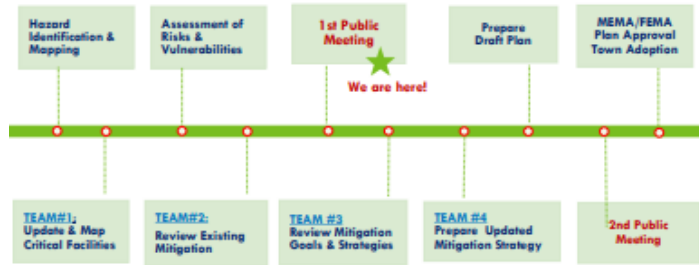 Hazard
Identification &
Mapping
Assessment of
Risks &
Vulnerabilities
1st Public
Meeting
We are here!
Prepare
Draft Plan
MEMA/FEMA
Plan Approval
Town Adoption
TEAM#1:
Update & Map
Critical Facilities
TEAM#2:
Review Existing
Mitigation
TEAM #3
Review Mitigation
Goals & Strategies
TEAM #4
Prepare Updated
Mitigation Strategy
2nd Public
Meeting